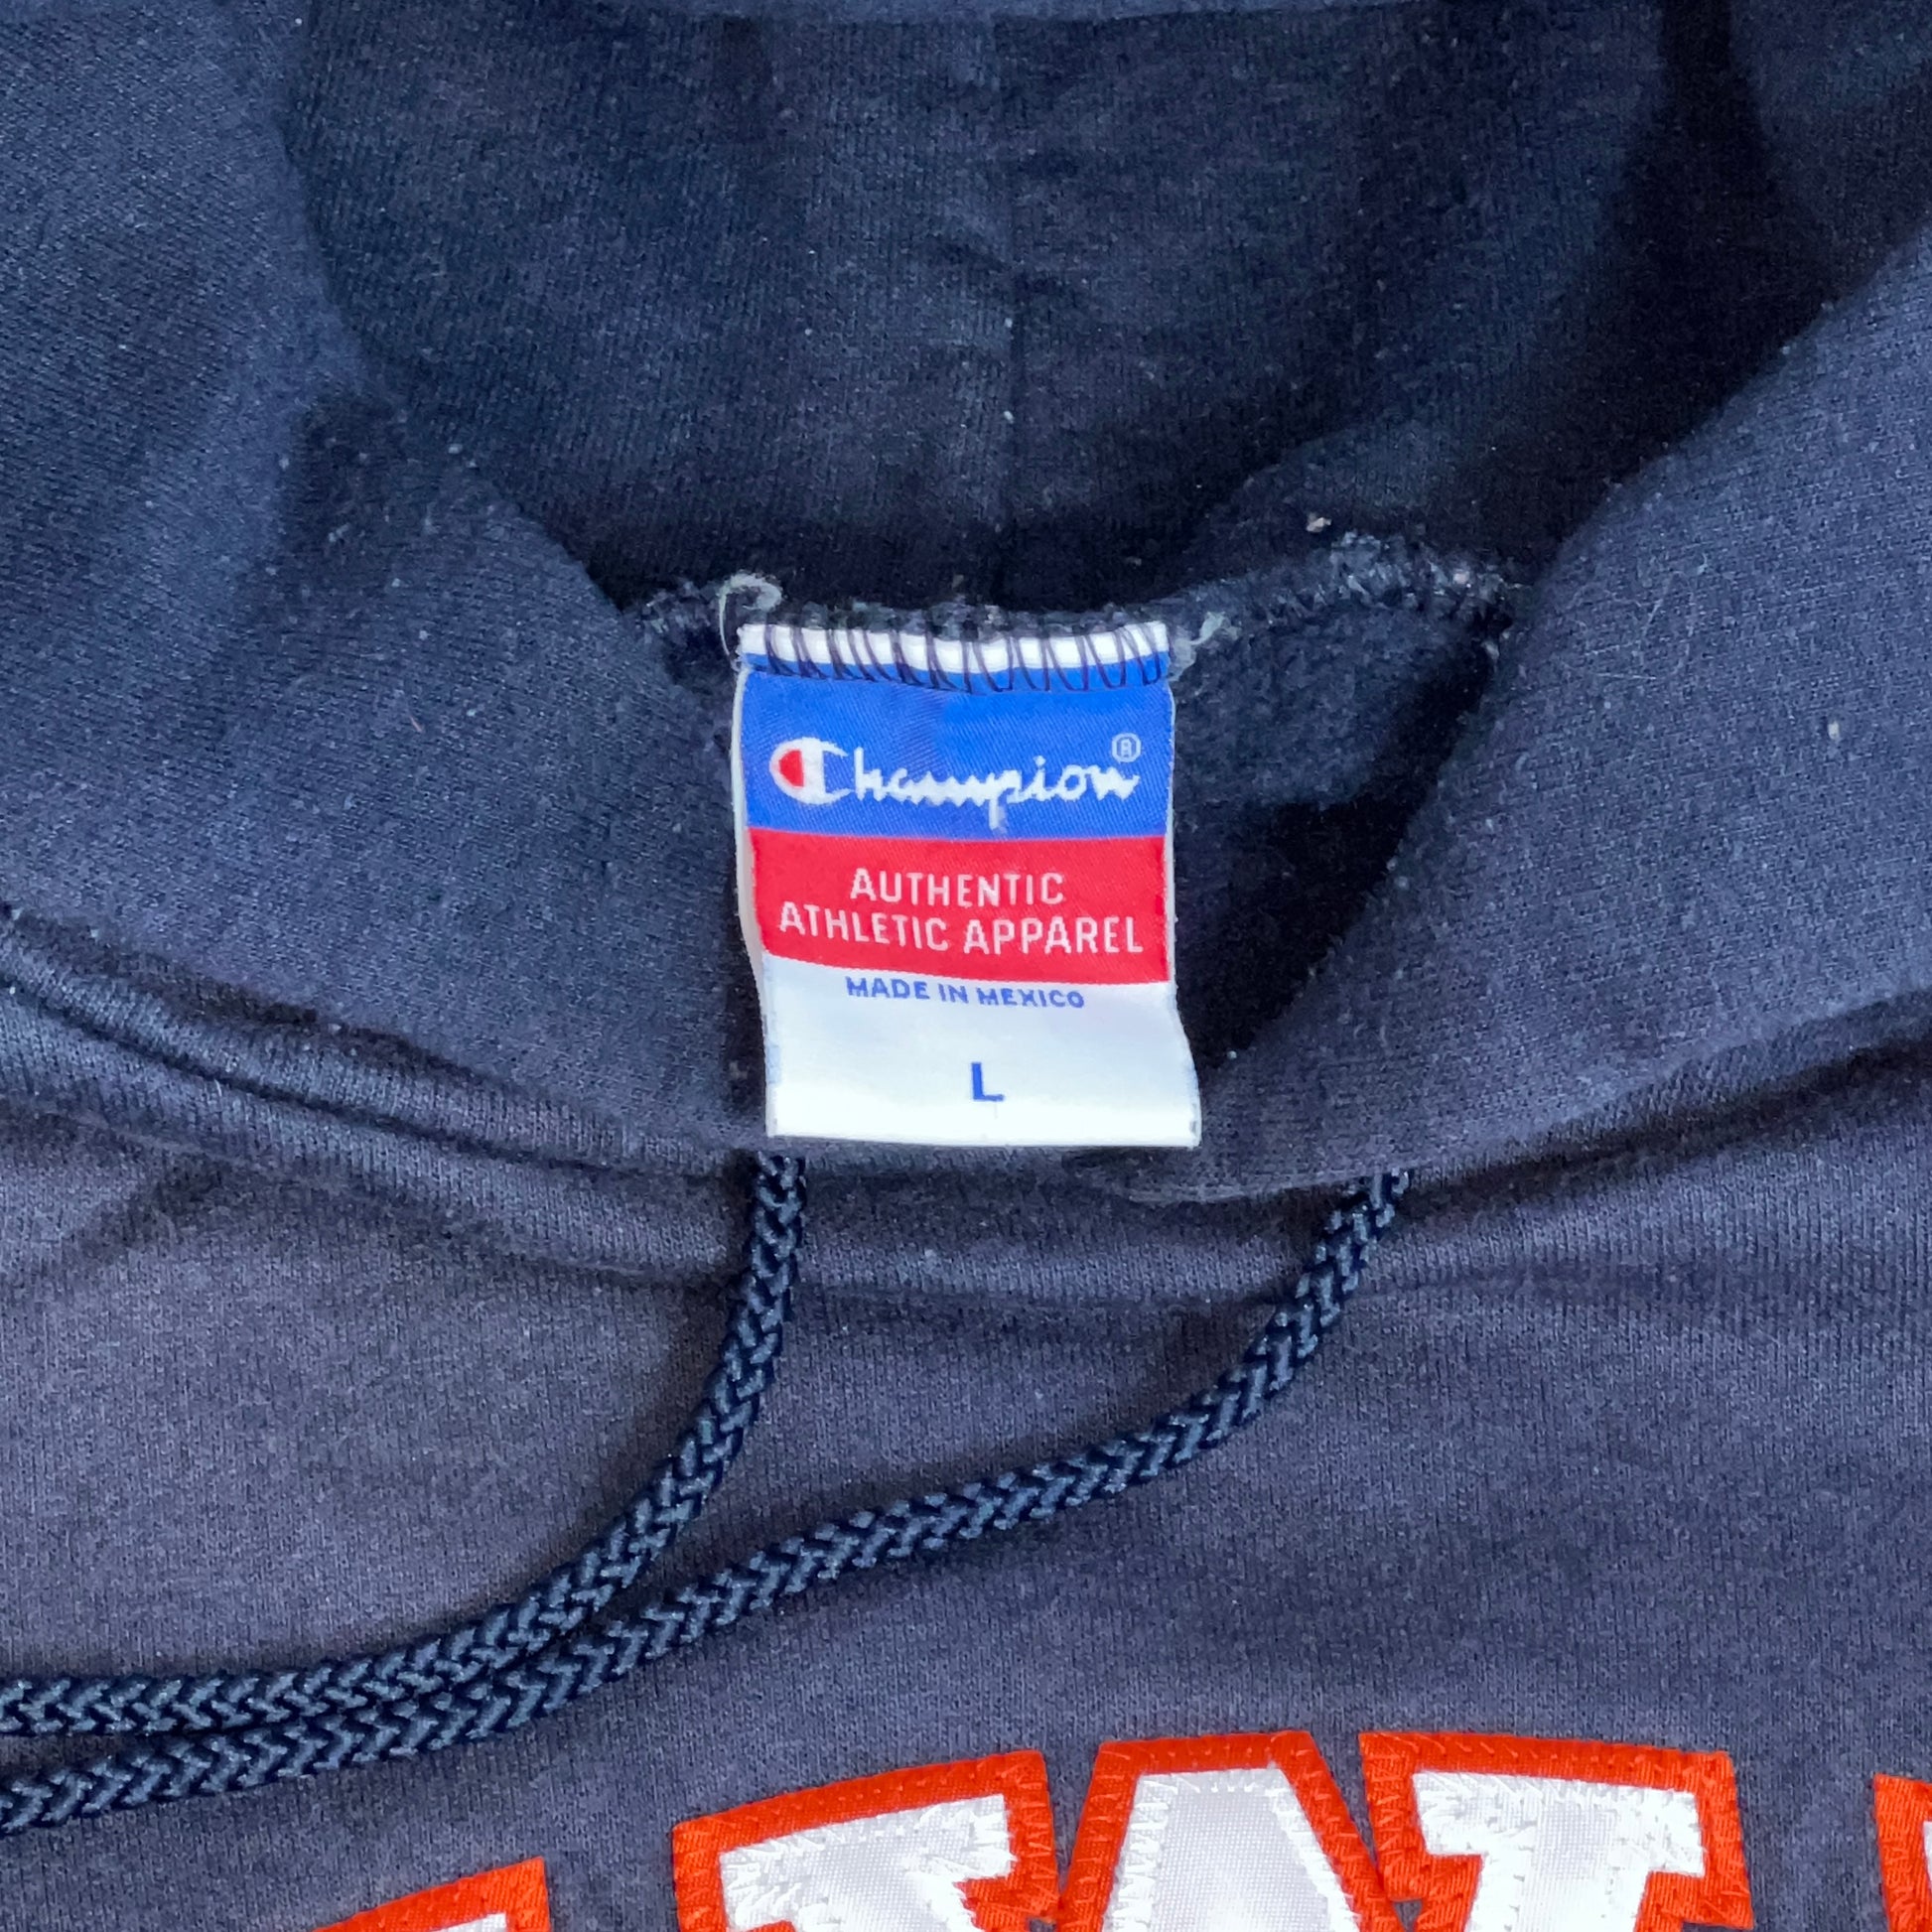 Champion®
AUTHENTIC
ATHLETIC APPAREL
MADE IN MEXICO
L